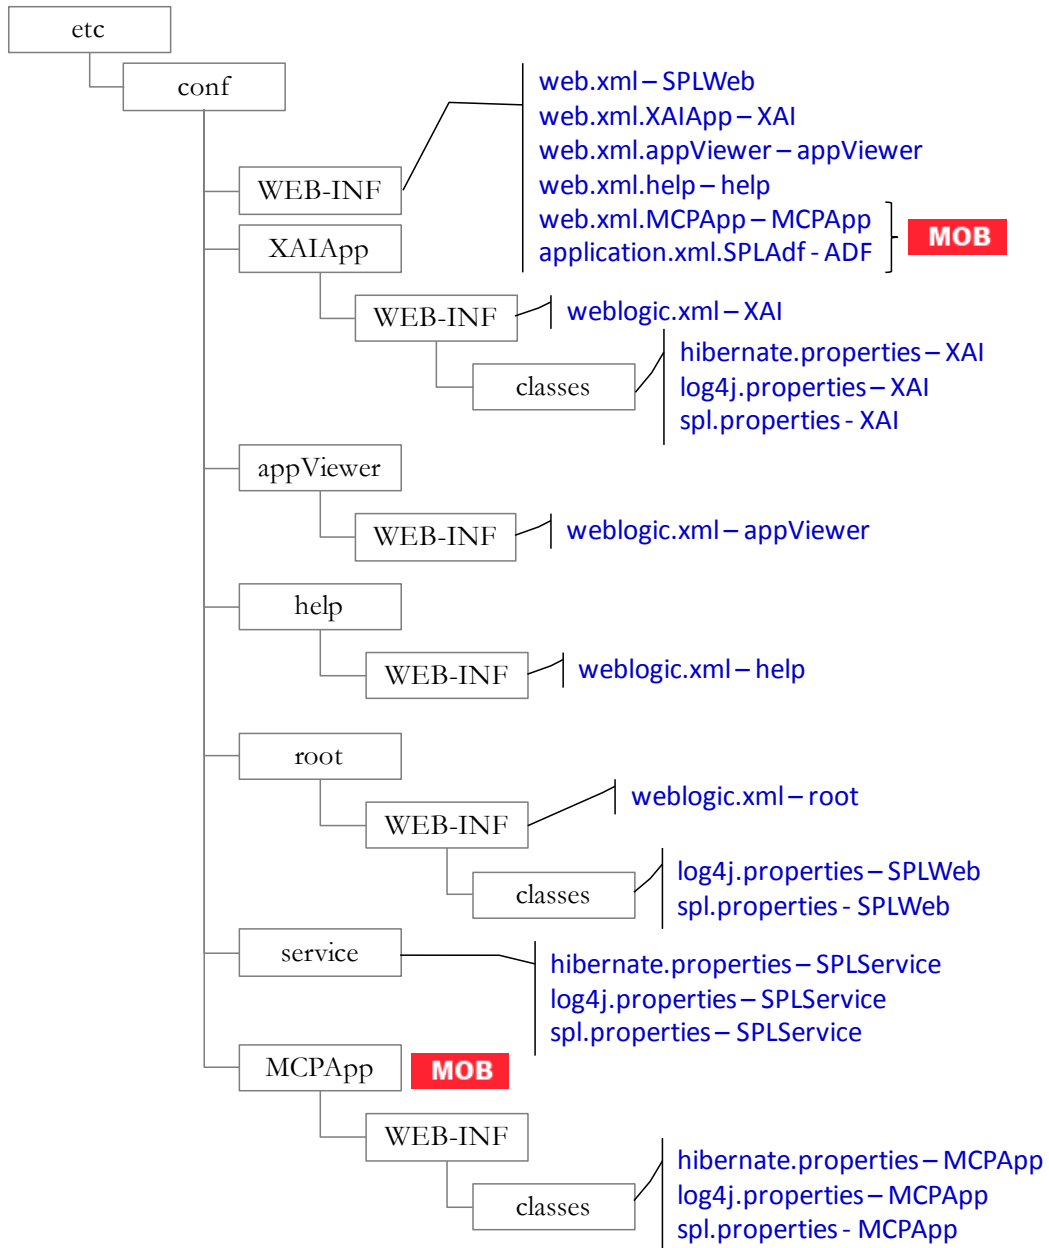 etc
conf
WEB-INF
web.xml – SPLWeb
web.xml.XAIApp – XAI
web.xml.appViewer – appViewer
web.xml.help – help
web.xml.MCPApp – MCPApp
application.xml.SPLAdf - ADF
MOB
XAIApp
WEB-INF
weblogic.xml – XAI
classes
hibernate.properties – XAI
log4j.properties – XAI
spl.properties - XAI
appViewer
WEB-INF
weblogic.xml – appViewer
help
WEB-INF
weblogic.xml – help
root
WEB-INF
weblogic.xml – root
classes
log4j.properties – SPLWeb
spl.properties - SPLWeb
service
hibernate.properties – SPLService
log4j.properties – SPLService
spl.properties – SPLService
MCPApp
MOB
WEB-INF
classes
hibernate.properties – MCPApp
log4j.properties – MCPApp
spl.properties - MCPApp